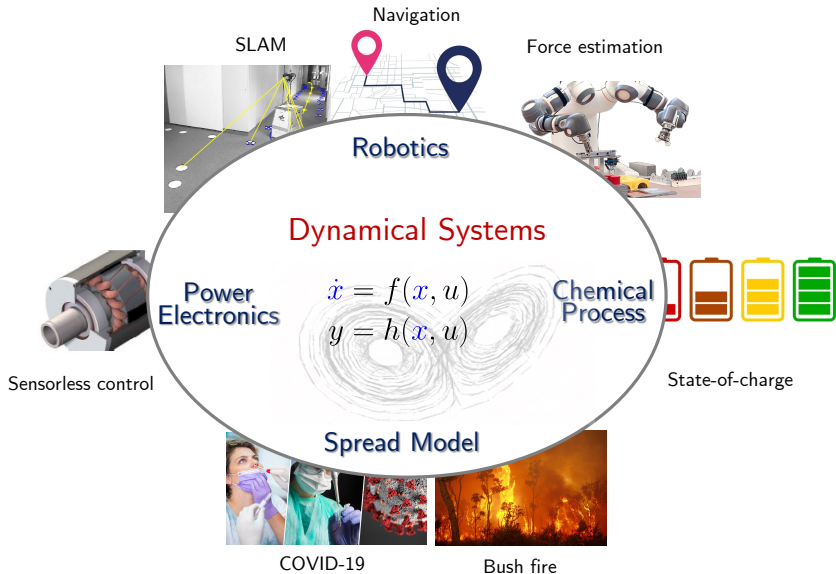 Navigation
SLAM
Force estimation
Robotics
Dynamical Systems
ẋ = f(x, u)
y = h(x, u)
Power
Electronics
Chemical
Process
Sensorless control
State-of-charge
Spread Model
COVID-19
Bush fire